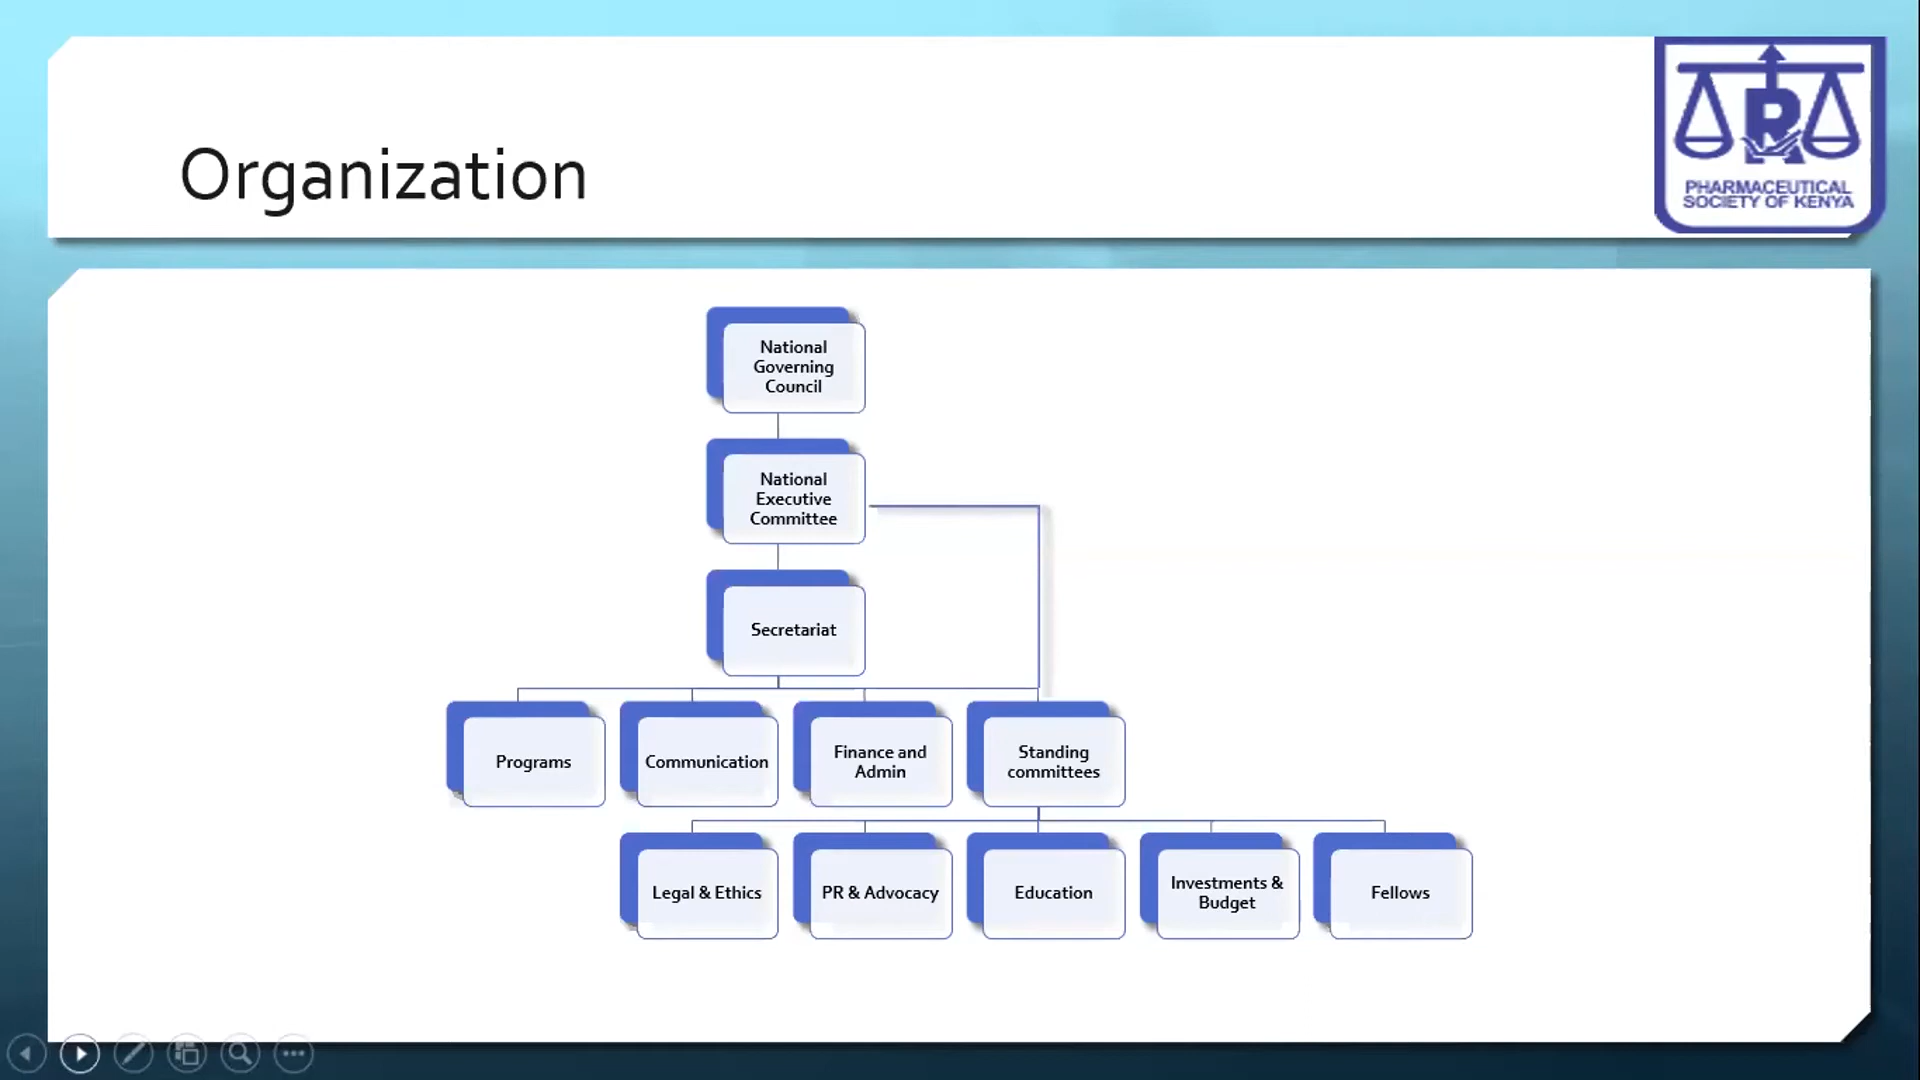 Organization
R
PHARMACEUTICAL
SOCIETY OF KENYA
National
Governing
Council
National
Executive
Committee
Secretariat
Programs
Communication
Finance and
Admin
Standing
committees
Legal & Ethics
PR & Advocacy
Education
Investments &
Budget
Fellows